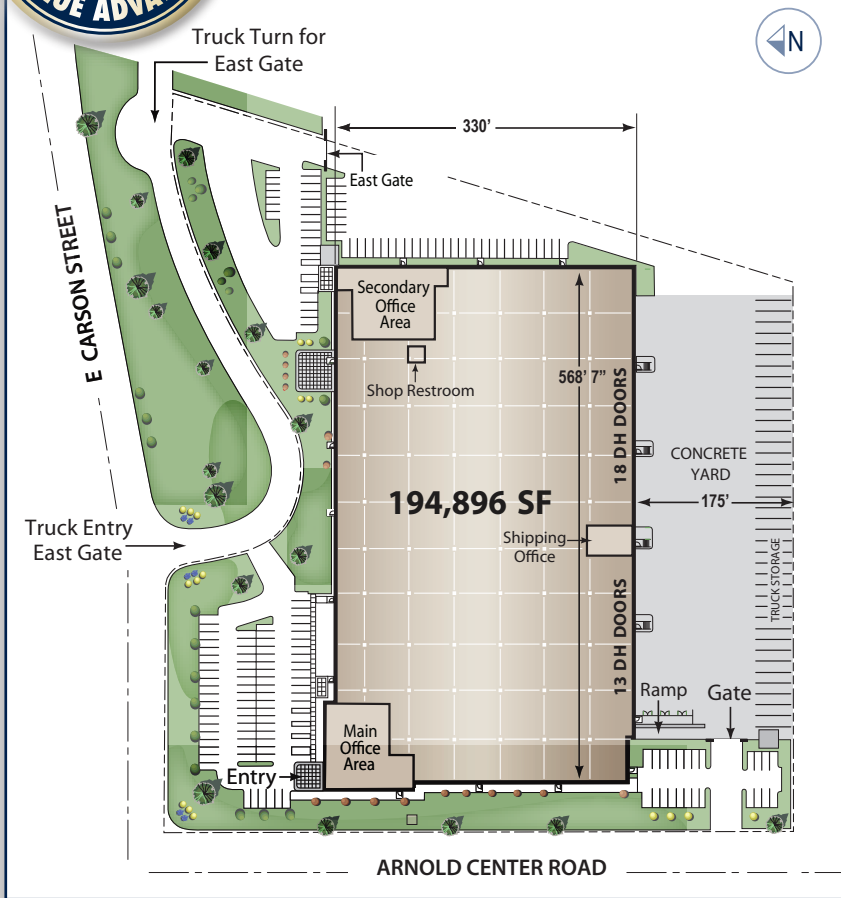 UE ADVA
Truck Turn for
East Gate
N
330’
East Gate
E CARSON STREET
Secondary
Office
Area
Shop Restroom
568’ 7”
18 DH DOORS
CONCRETE
YARD
175’
194,896 SF
Shipping
Office
Truck Entry
East Gate
TRUCK STORAGE
13 DH DOORS
Ramp
Gate
Main
Office
Area
Entry
ARNOLD CENTER ROAD